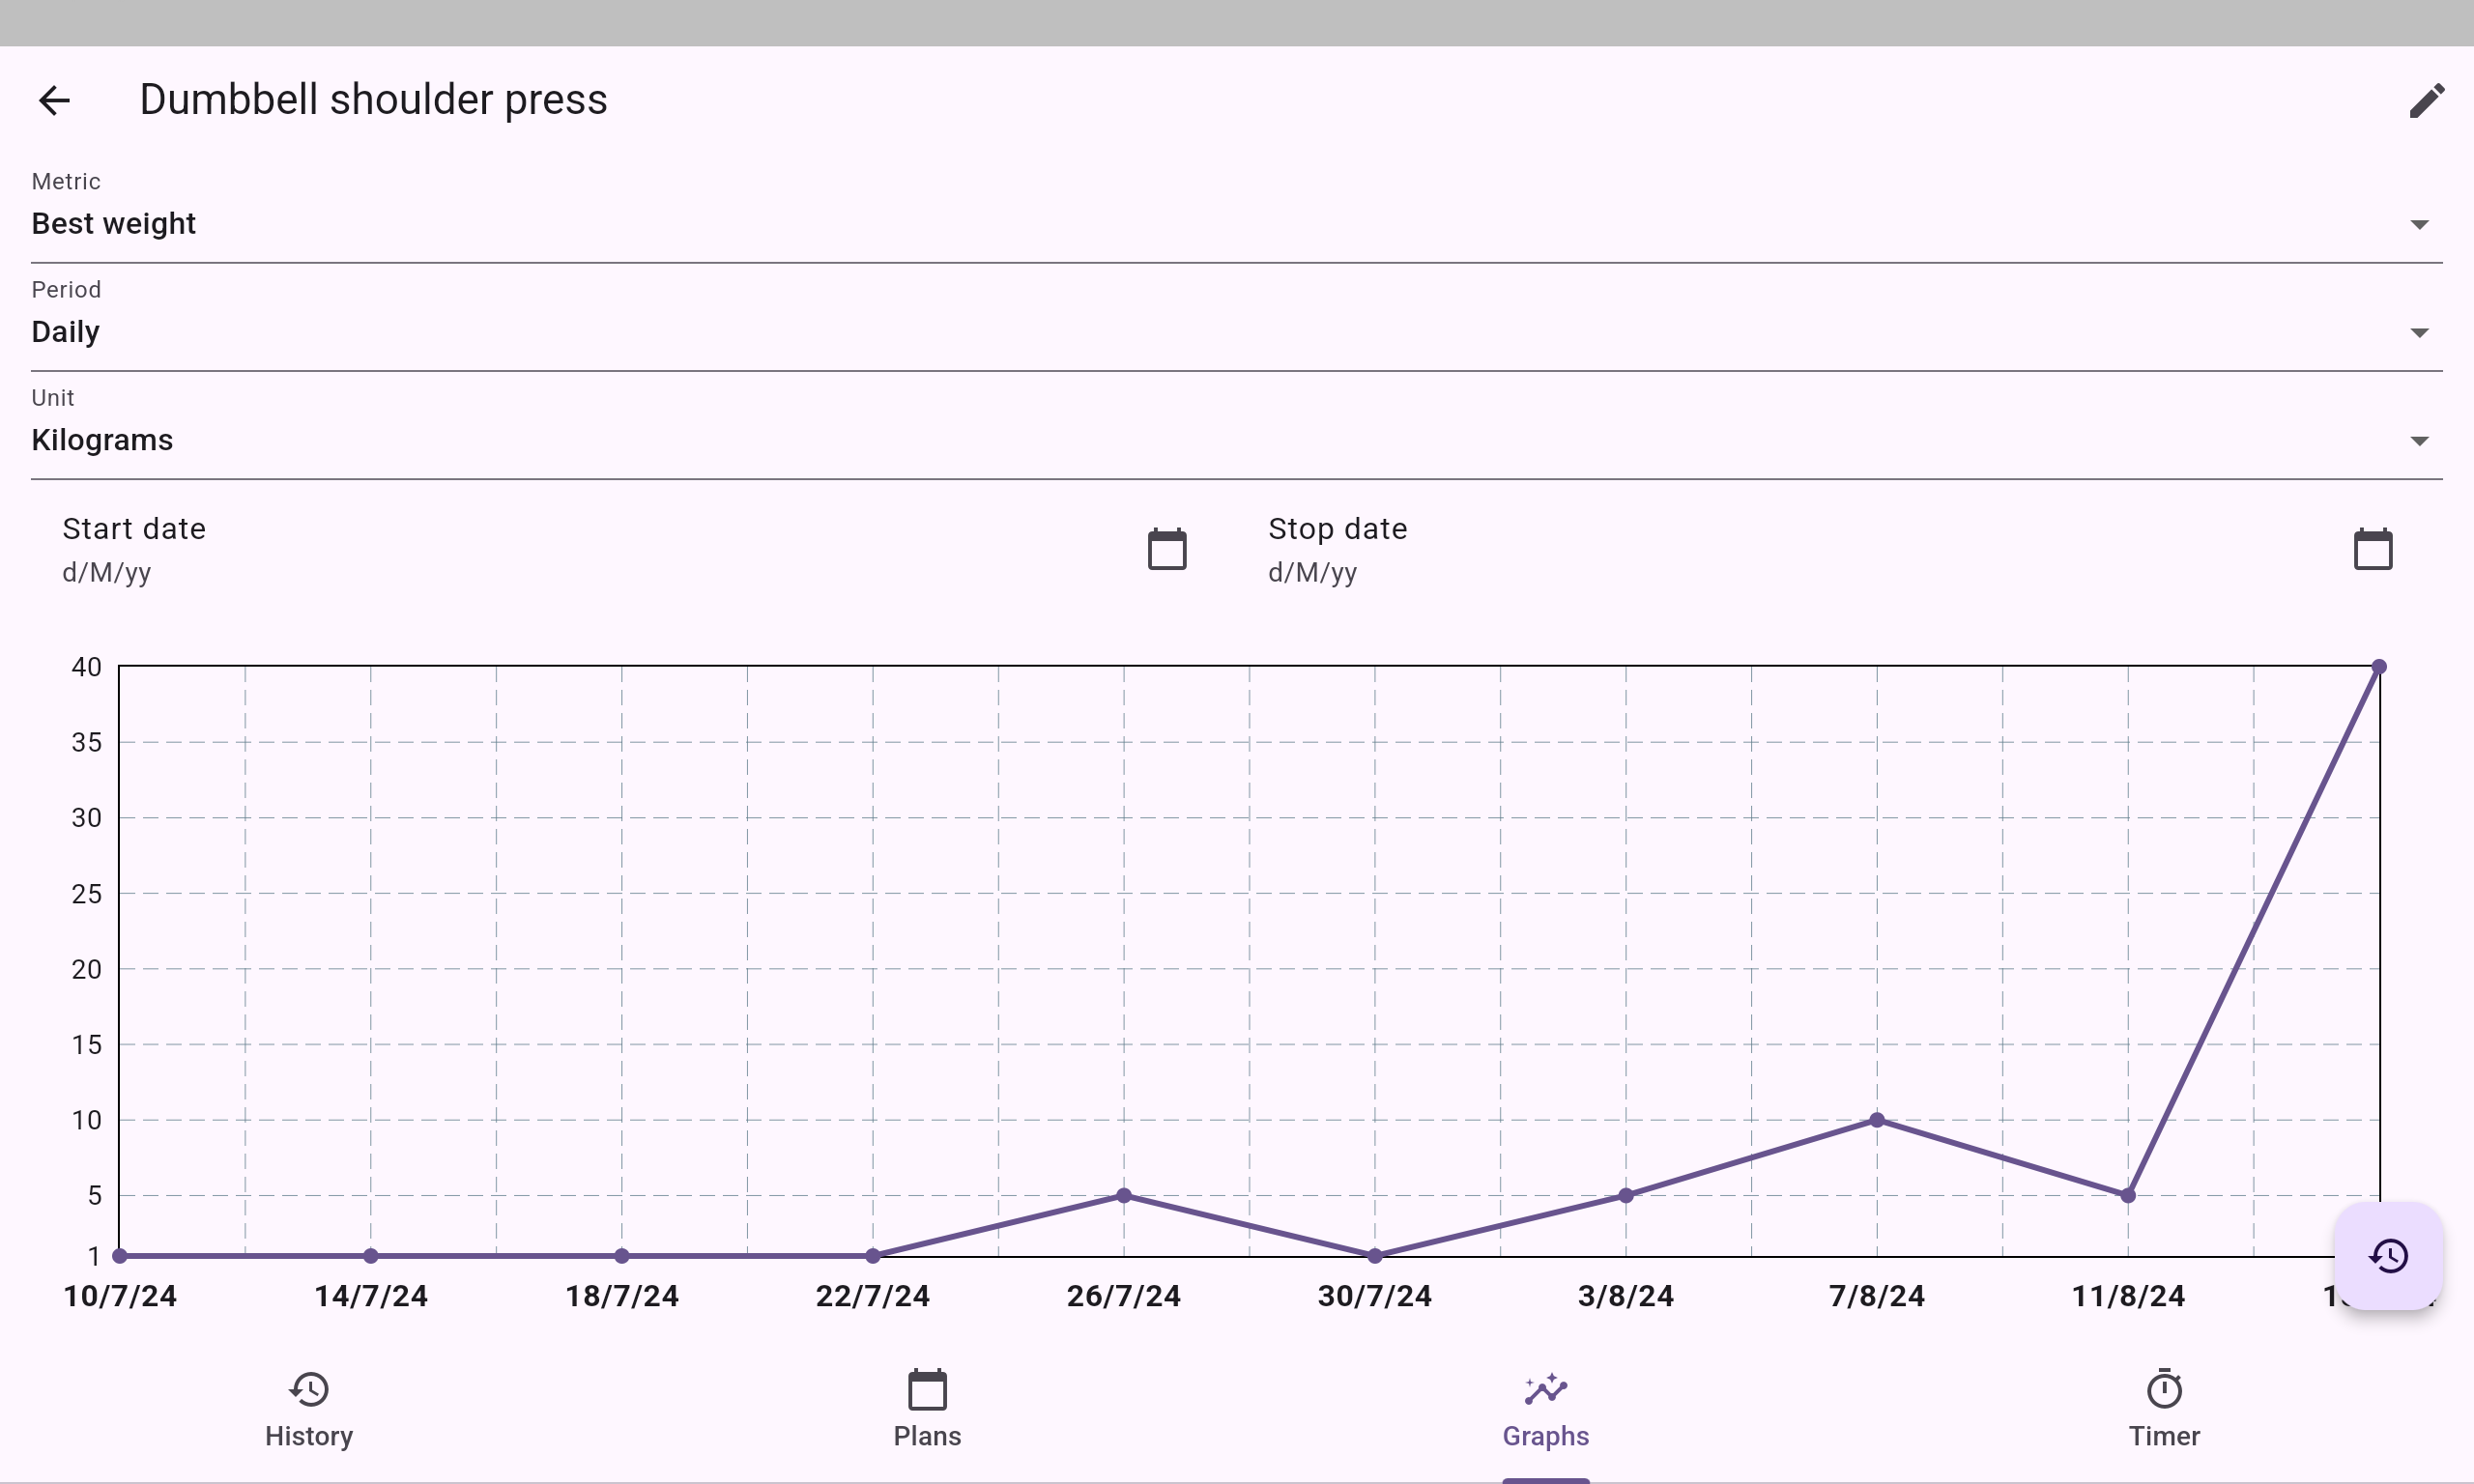 Dumbbell shoulder press
Metric
Best weight
Period
Daily
Unit
Kilograms
Start date
d/M/yy
Stop date
d/M/yy
40
35
30
25
20
15
10
5
1
10/7/24 14/7/24 18/7/24 22/7/24 26/7/24 30/7/24 3/8/24 7/8/24 11/8/24
History Plans Graphs Timer